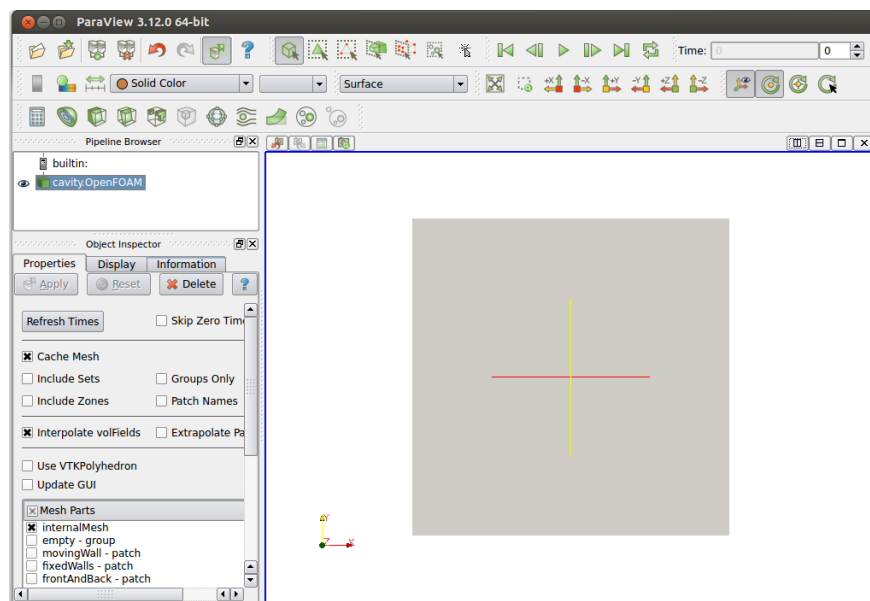 ParaView 3.12.0 64-bit
Time: 0 0
Solid Color Surface
+X -X +Y -Y +Z -Z
Pipeline Browser
builtin:
cavity.OpenFOAM
Object Inspector
Properties Display Information
Apply Reset Delete ?
Refresh Times Skip Zero Time
Cache Mesh
Include Sets Groups Only
Include Zones Patch Names
Interpolate volFields Extrapolate Pa
Use VTKPolyhedron
Update GUI
Mesh Parts
internalMesh
empty - group
movingWall - patch
fixedWalls - patch
frontAndBack - patch
Y
Z X